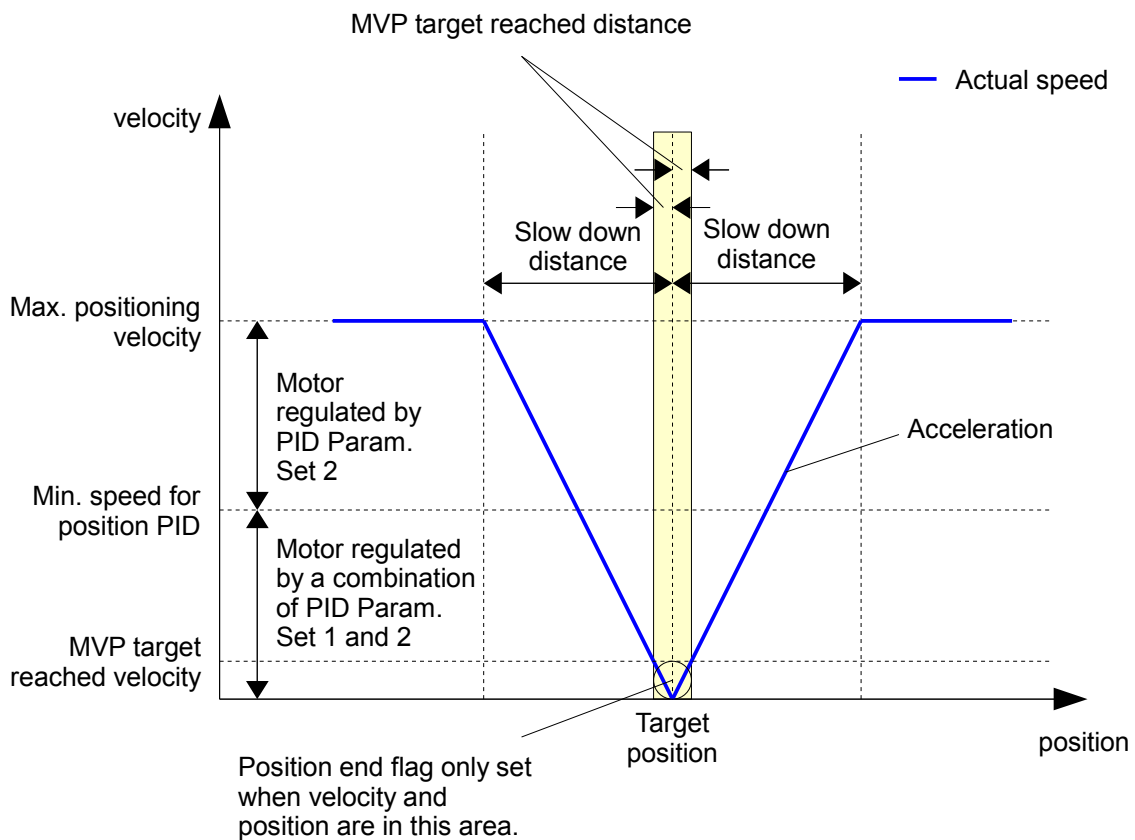 MVP target reached distance
Actual speed
velocity
Slow down
distance
Slow down
distance
Max. positioning
velocity
Motor
regulated by
PID Param.
Set 2
Acceleration
Min. speed for
position PID
Motor regulated
by a combination
of PID Param.
Set 1 and 2
MVP target
reached velocity
Target
position
position
Position end flag only set
when velocity and
position are in this area.